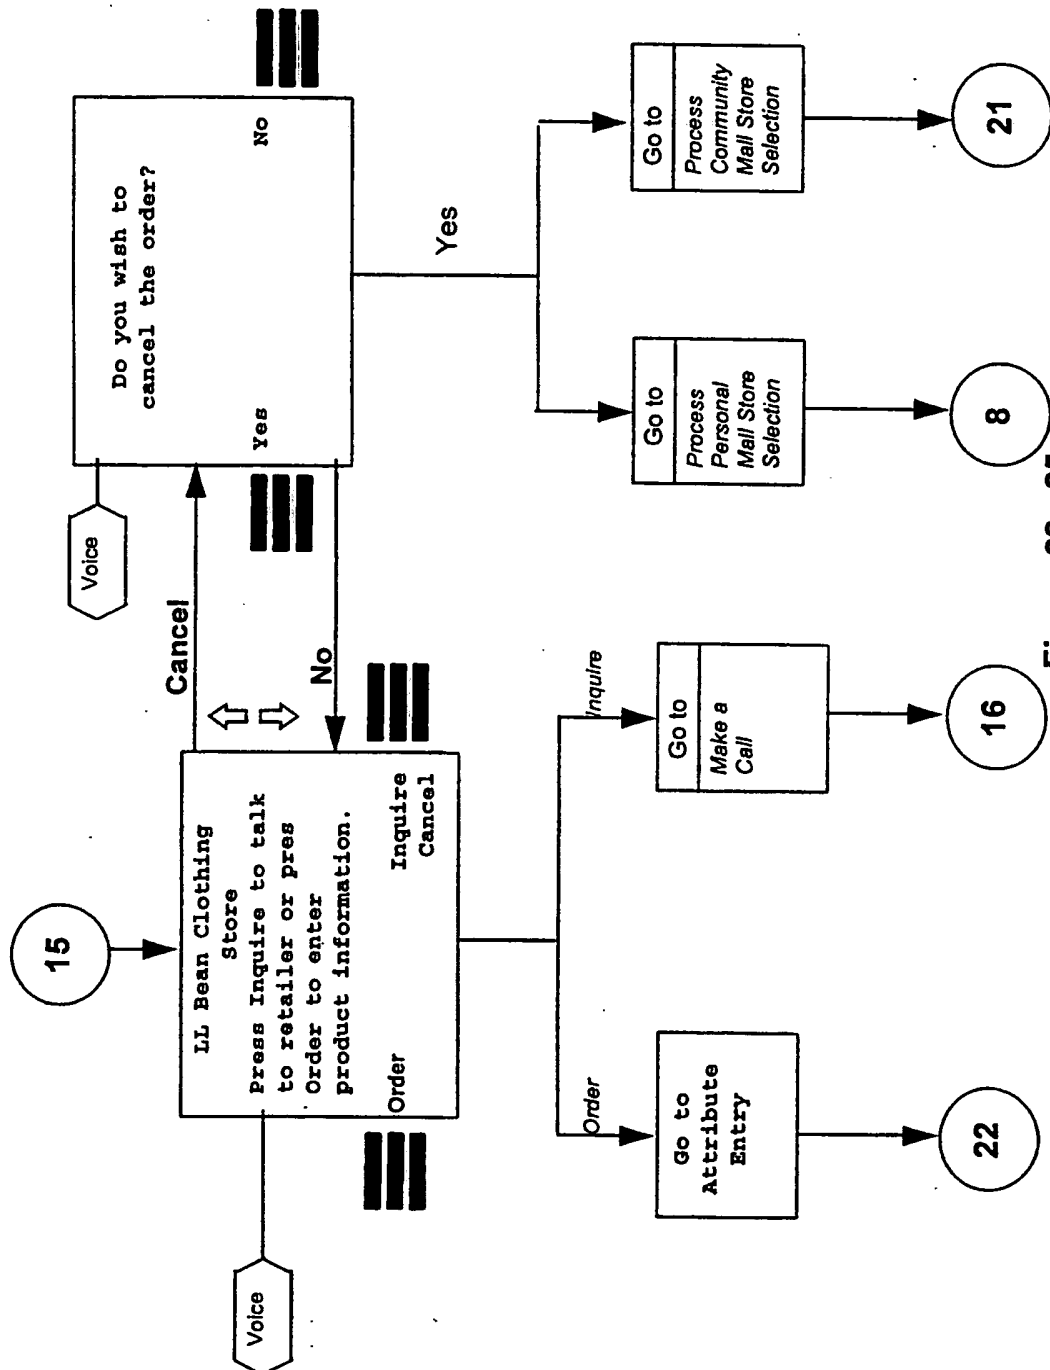 15
Voice
LL Bean Clothing
Store
Press Inquire to talk
to retailer or pres
Order to enter
product information.
Order
Inquire
Cancel
Cancel
No
Voice
Do you wish to
cancel the order?
Yes
No
Order
Inquire
Yes
Go to
Attribute
Entry
Go to
Make a
Call
Go to
Process
Personal
Mall Store
Selection
Go to
Process
Community
Mall Store
Selection
22
16
8
21